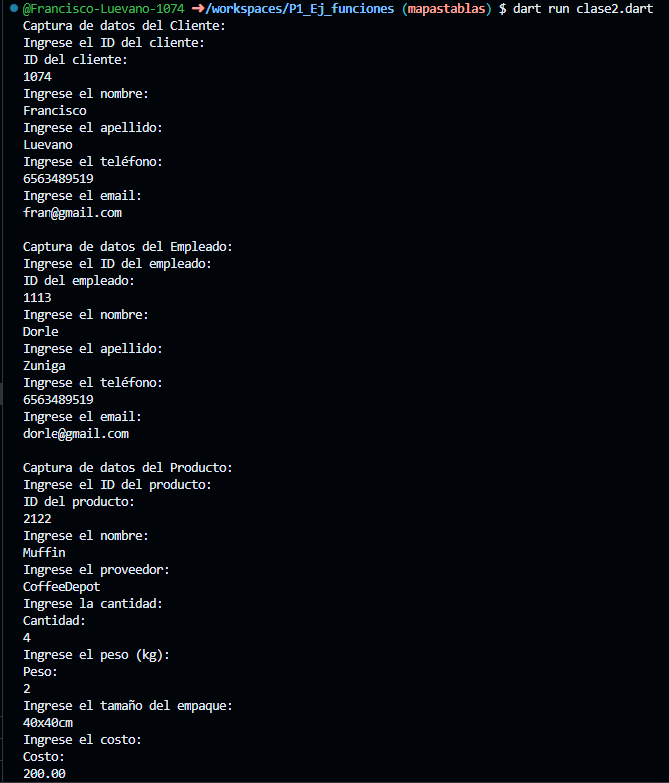 @Francisco-Luevano-1074 ➜/workspaces/P1_Ej_funciones (mapastablas) $ dart run clase2.dart
Captura de datos del Cliente:
Ingrese el ID del cliente:
ID del cliente:
1074
Ingrese el nombre:
Francisco
Ingrese el apellido:
Luevano
Ingrese el teléfono:
6563489519
Ingrese el email:
fran@gmail.com

Captura de datos del Empleado:
Ingrese el ID del empleado:
ID del empleado:
1113
Ingrese el nombre:
Dorle
Ingrese el apellido:
Zuniga
Ingrese el teléfono:
6563489519
Ingrese el email:
dorle@gmail.com

Captura de datos del Producto:
Ingrese el ID del producto:
ID del producto:
2122
Ingrese el nombre:
Muffin
Ingrese el proveedor:
CoffeeDepot
Ingrese la cantidad:
Cantidad:
4
Ingrese el peso (kg):
Peso:
2
Ingrese el tamaño del empaque:
40x40cm
Ingrese el costo:
Costo:
200.00